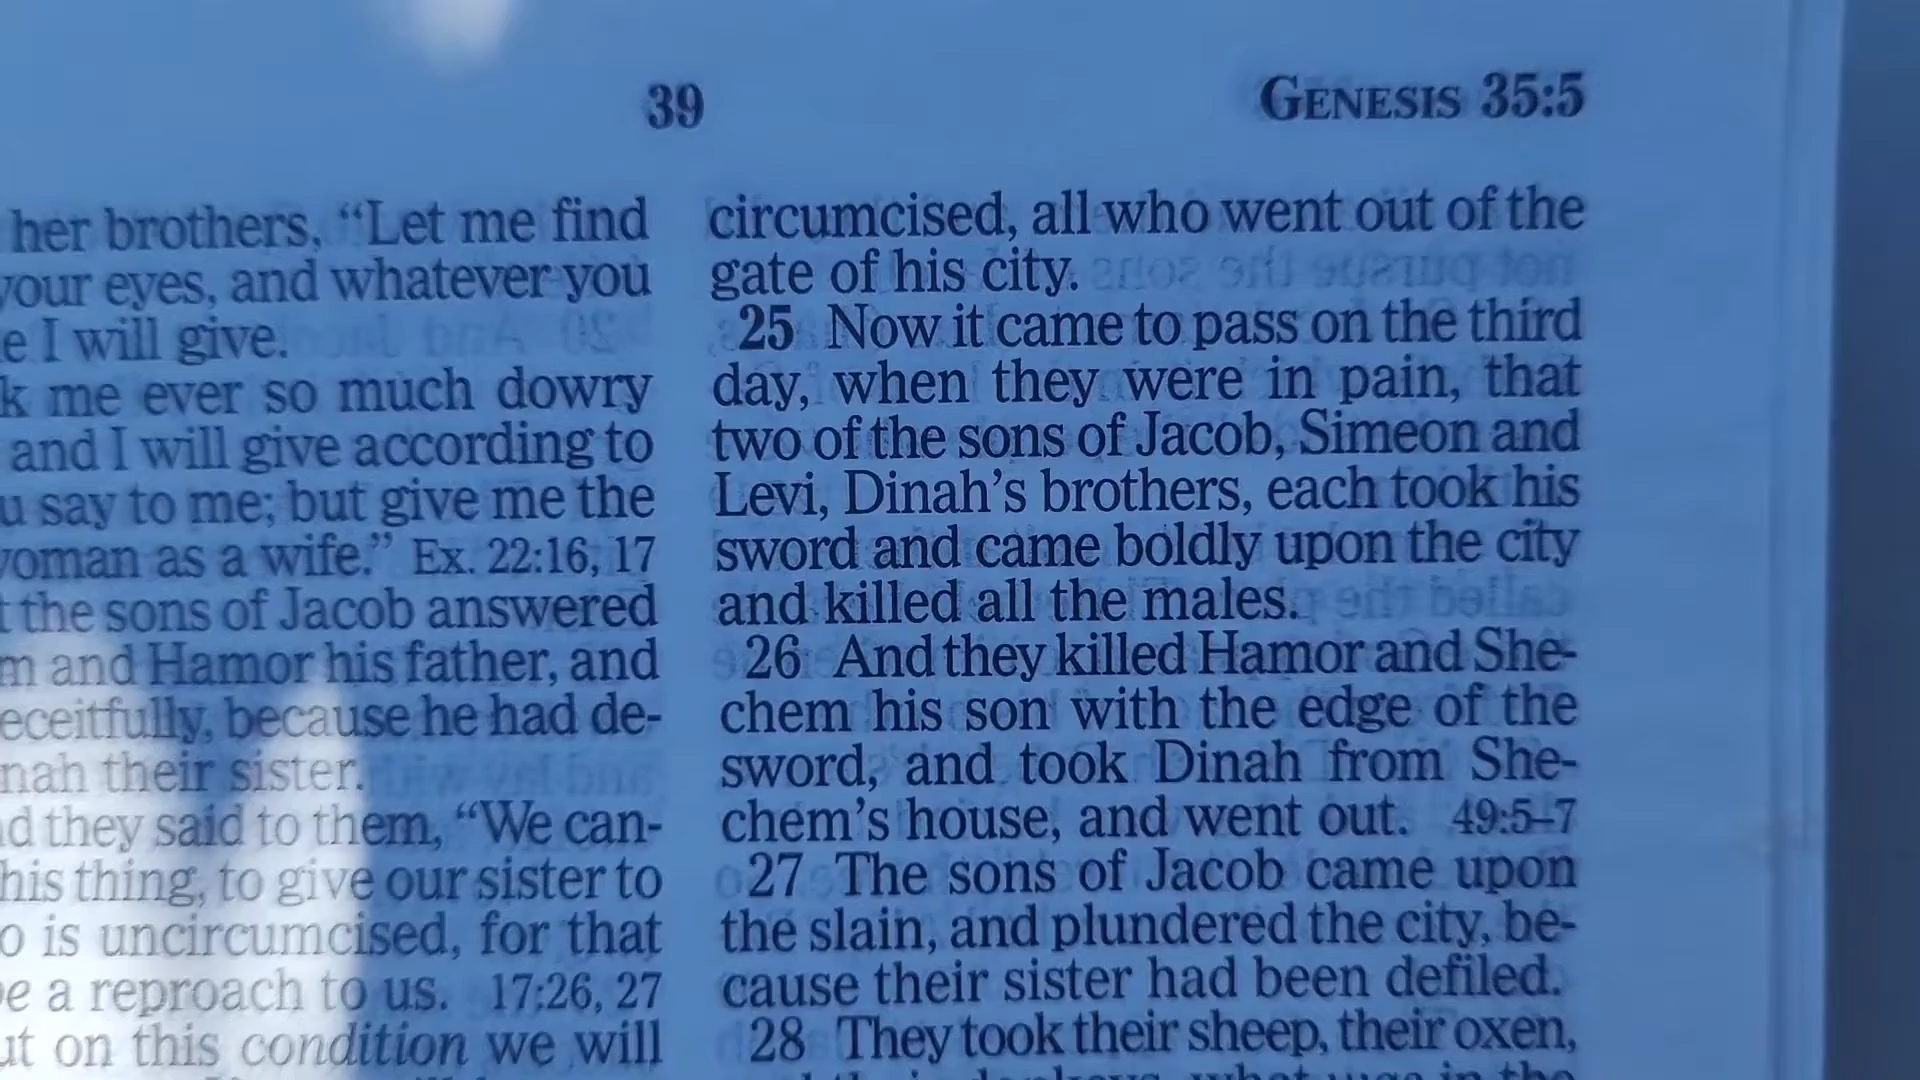 39
GENESIS 35:5
her brothers, “Let me find
your eyes, and whatever you
I will give.
me ever so much dowry
and I will give according to
say to me; but give me the
woman as a wife.” Ex. 22:16, 17
the sons of Jacob answered
and Hamor his father, and
because he had de-
their sister.
they said to them, “We can-
this thing, to give our sister to
is uncircumcised, for that
a reproach to us. 17:26, 27
on this condition we will
circumcised, all who went out of the
gate of his city.
25 Now it came to pass on the third
day, when they were in pain, that
two of the sons of Jacob, Simeon and
Levi, Dinah’s brothers, each took his
sword and came boldly upon the city
and killed all the males.
26 And they killed Hamor and She-
chem his son with the edge of the
sword, and took Dinah from She-
chem’s house, and went out. 49:5–7
27 The sons of Jacob came upon
the slain, and plundered the city, be-
cause their sister had been defiled.
28 They took their sheep, their oxen,